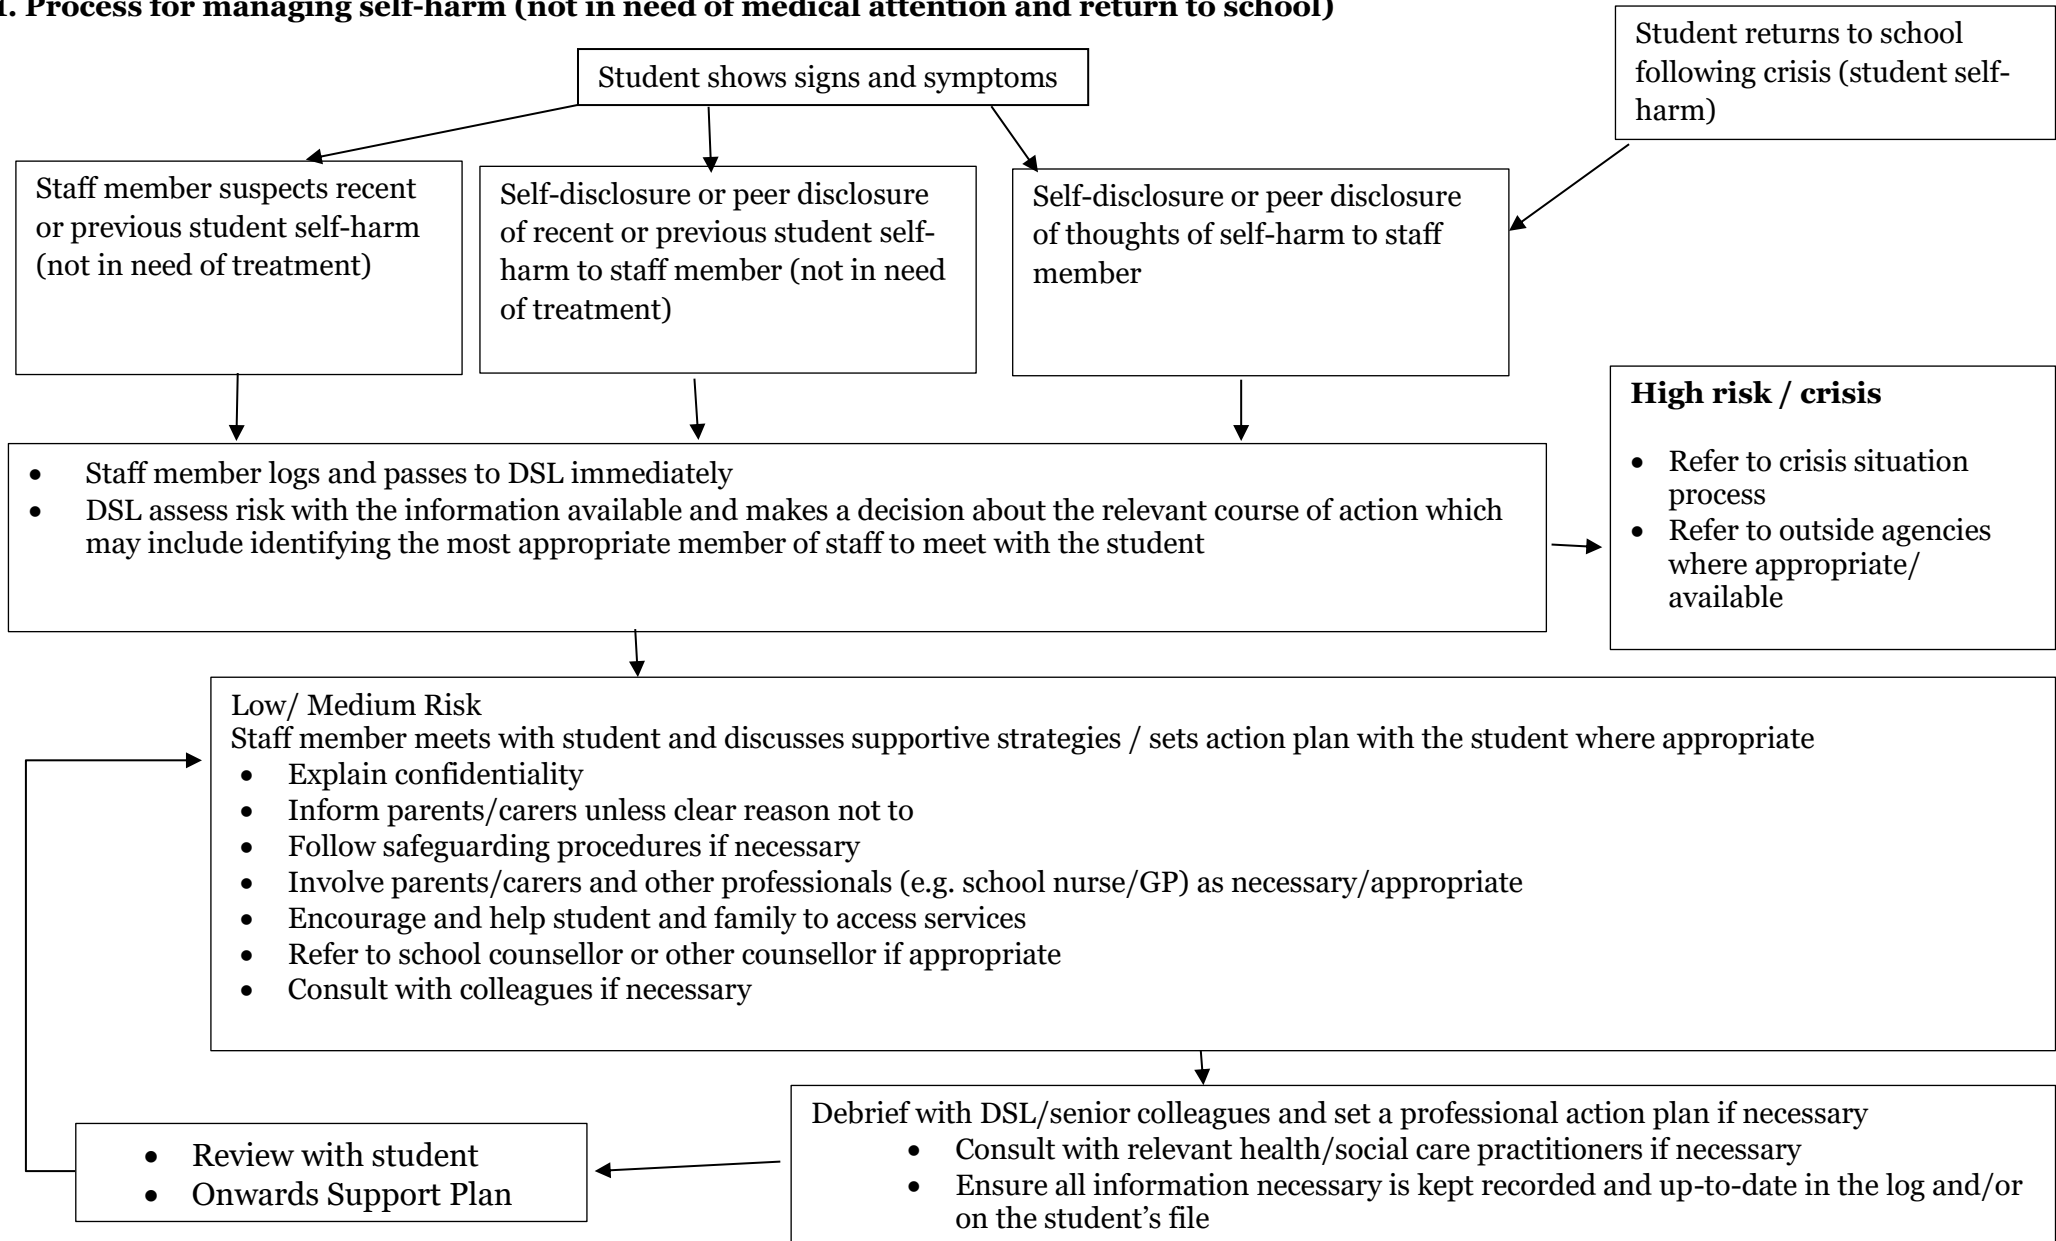 1. Process for managing self-harm (not in need of medical attention and return to school)
Student shows signs and symptoms
Student returns to school
following crisis (student self-
harm)
Staff member suspects recent
or previous student self-harm
(not in need of treatment)
Self-disclosure or peer disclosure
of recent or previous student self-
harm to staff member (not in need
of treatment)
Self-disclosure or peer disclosure
of thoughts of self-harm to staff
member
High risk / crisis
• Refer to crisis situation
process
• Refer to outside agencies
where appropriate/
available
• Staff member logs and passes to DSL immediately
• DSL assess risk with the information available and makes a decision about the relevant course of action which
may include identifying the most appropriate member of staff to meet with the student
Low/ Medium Risk
Staff member meets with student and discusses supportive strategies / sets action plan with the student where appropriate
• Explain confidentiality
• Inform parents/carers unless clear reason not to
• Follow safeguarding procedures if necessary
• Involve parents/carers and other professionals (e.g. school nurse/GP) as necessary/appropriate
• Encourage and help student and family to access services
• Refer to school counsellor or other counsellor if appropriate
• Consult with colleagues if necessary
Debrief with DSL/senior colleagues and set a professional action plan if necessary
• Consult with relevant health/social care practitioners if necessary
• Ensure all information necessary is kept recorded and up-to-date in the log and/or
on the student’s file
• Review with student
• Onwards Support Plan